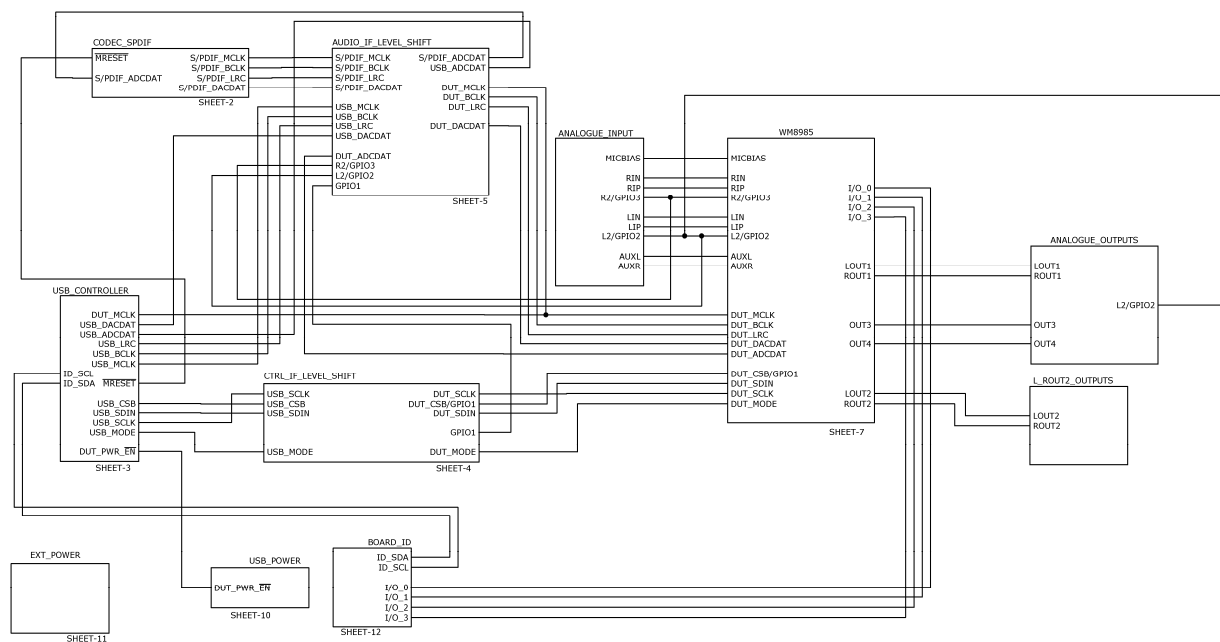 CODEC_SPDIF
MRESET
S/PDIF_ADCDAT
S/PDIF_MCLK
S/PDIF_BCLK
S/PDIF_LRC
S/PDIF_DACDAT
SHEET-2
AUDIO_IF_LEVEL_SHIFT
S/PDIF_MCLK
S/PDIF_BCLK
S/PDIF_LRC
S/PDIF_DACDAT
USB_MCLK
USB_BCLK
USB_LRC
USB_DACDAT
DUT_ADCDAT
R2/GPIO3
L2/GPIO2
GPIO1
S/PDIF_ADCDAT
USB_ADCDAT
DUT_MCLK
DUT_BCLK
DUT_LRC
DUT_DACDAT
SHEET-5
ANALOGUE_INPUT
MICBIAS
RIN
RIP
R2/GPIO3
LIN
LIP
L2/GPIO2
AUXL
AUXR
WM8985
MICBIAS
RIN
RIP
R2/GPIO3
LIN
LIP
L2/GPIO2
AUXL
AUXR
DUT_MCLK
DUT_BCLK
DUT_LRC
DUT_DACDAT
DUT_ADCDAT
DUT_CSB/GPIO1
DUT_SDIN
DUT_SCLK
DUT_MODE
I/O_0
I/O_1
I/O_2
I/O_3
LOUT1
ROUT1
OUT3
OUT4
LOUT2
ROUT2
SHEET-7
ANALOGUE_OUTPUTS
LOUT1
ROUT1
L2/GPIO2
OUT3
OUT4
L_ROUT2_OUTPUTS
LOUT2
ROUT2
USB_CONTROLLER
DUT_MCLK
USB_DACDAT
USB_ADCDAT
USB_LRC
USB_BCLK
USB_MCLK
ID_SCL
ID_SDA
MRESET
USB_CSB
USB_SDIN
USB_SCLK
USB_MODE
DUT_PWR_EN
SHEET-3
CTRL_IF_LEVEL_SHIFT
USB_SCLK
USB_CSB
USB_SDIN
USB_MODE
DUT_SCLK
DUT_CSB/GPIO1
DUT_SDIN
GPIO1
DUT_MODE
SHEET-4
EXT_POWER
SHEET-11
USB_POWER
DUT_PWR_EN
SHEET-10
BOARD_ID
ID_SDA
ID_SCL
I/O_0
I/O_1
I/O_2
I/O_3
SHEET-12